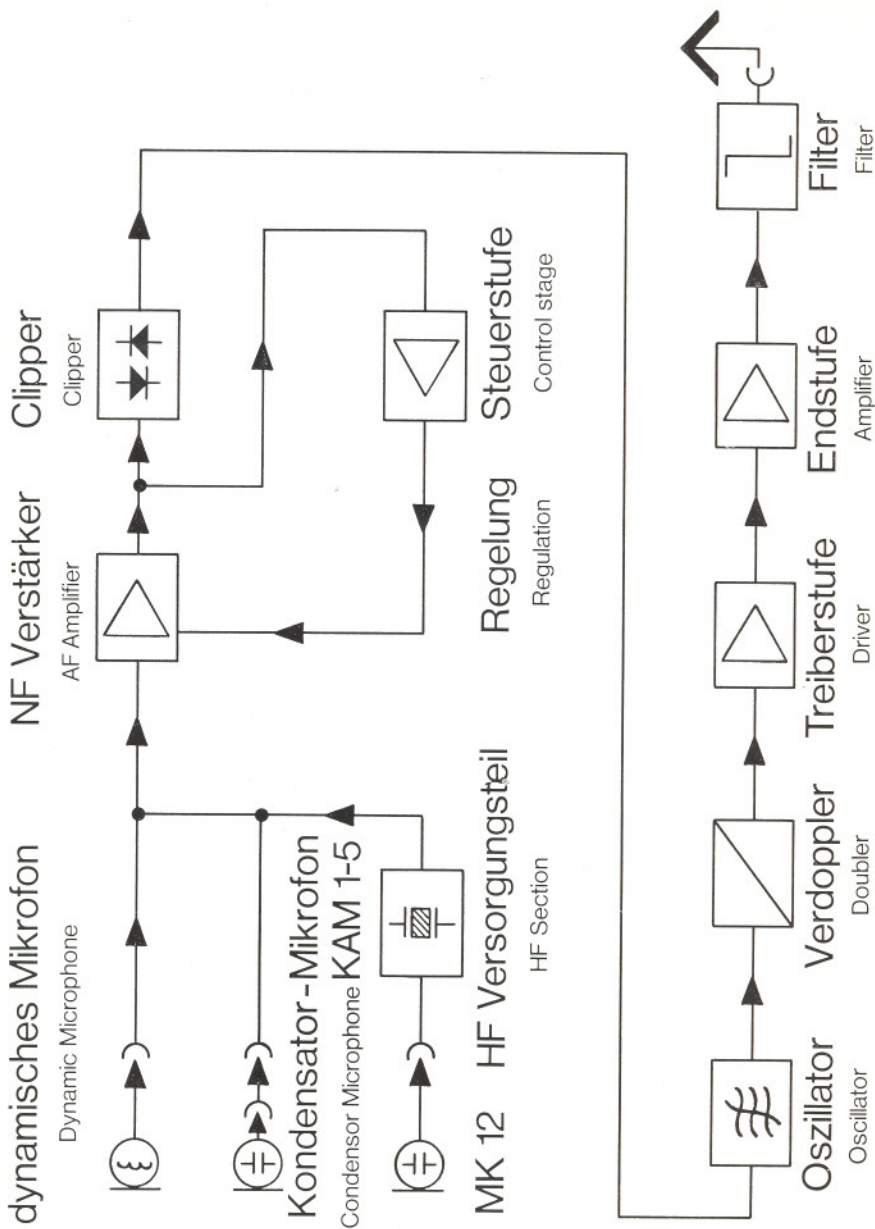 dynamisches Mikrofon
Dynamic Microphone
NF Verstärker
AF Amplifier
Clipper
Clipper
Kondensator-Mikrofon
Condensor Microphone KAM 1-5
Steuerstufe
Control stage
Regelung
Regulation
MK 12
HF Versorgungsteil
HF Section
Oszillator
Oscillator
Verdoppler
Doubler
Treiberstufe
Driver
Endstufe
Amplifier
Filter
Filter